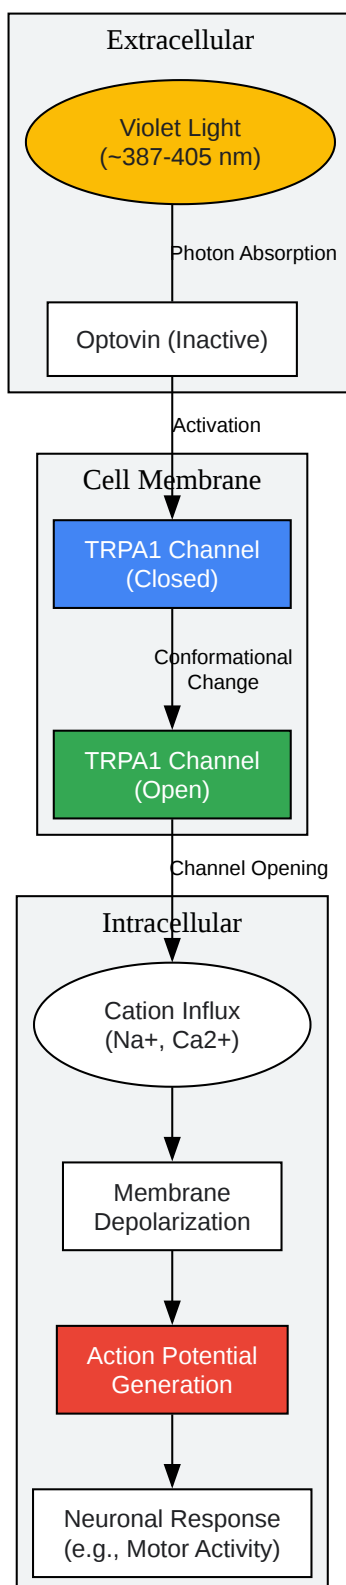 Extracellular
Violet Light
(~387-405 nm)
Photon Absorption
Optovin (Inactive)
Activation
Cell Membrane
TRPA1 Channel
(Closed)
Conformational
Change
TRPA1 Channel
(Open)
Channel Opening
Intracellular
Cation Influx
(Na+, Ca2+)
Membrane
Depolarization
Action Potential
Generation
Neuronal Response
(e.g., Motor Activity)